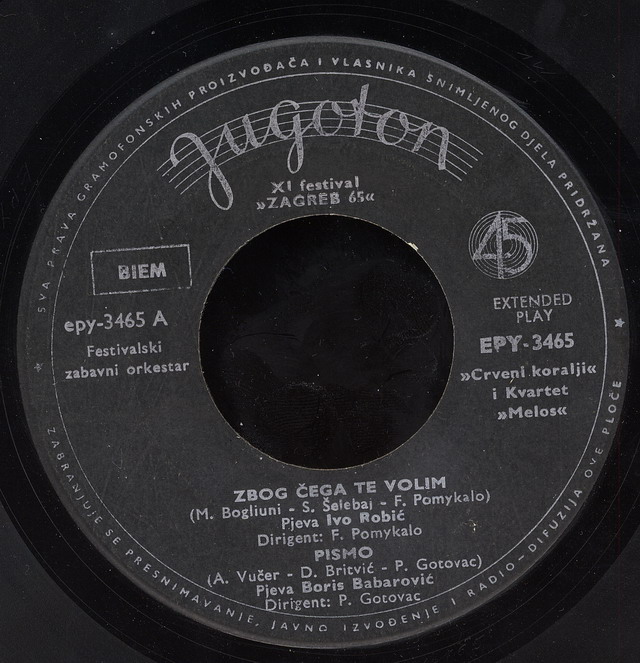 SVA PRAVA GRAMOFONSKIH PROIZVOĐAČA I VLASNIKA SNIMLJENOG DJELA PRIDRŽANA
Jugoton
XI festival
»ZAGREB 65«
BIEM
45
epy-3465 A
Festivalski
zabavni orkestar
EXTENDED
PLAY
EPY-3465
»Crveni koralji«
i Kvartet
»Melos«
ZBOG ČEGA TE VOLIM
(M. Bogliuni - S. Šelebaj - F. Pomykalo)
Pjeva Ivo Robić
Dirigent: F. Pomykalo
PISMO
(A. Vučer - D. Britvić - P. Gotovac)
Pjeva Boris Babarović
Dirigent: P. Gotovac
ZABRANJUJE SE PRESNIMAVANJE, JAVNO IZVOĐENJE I RADIO-DIFUZIJA OVE PLOČE